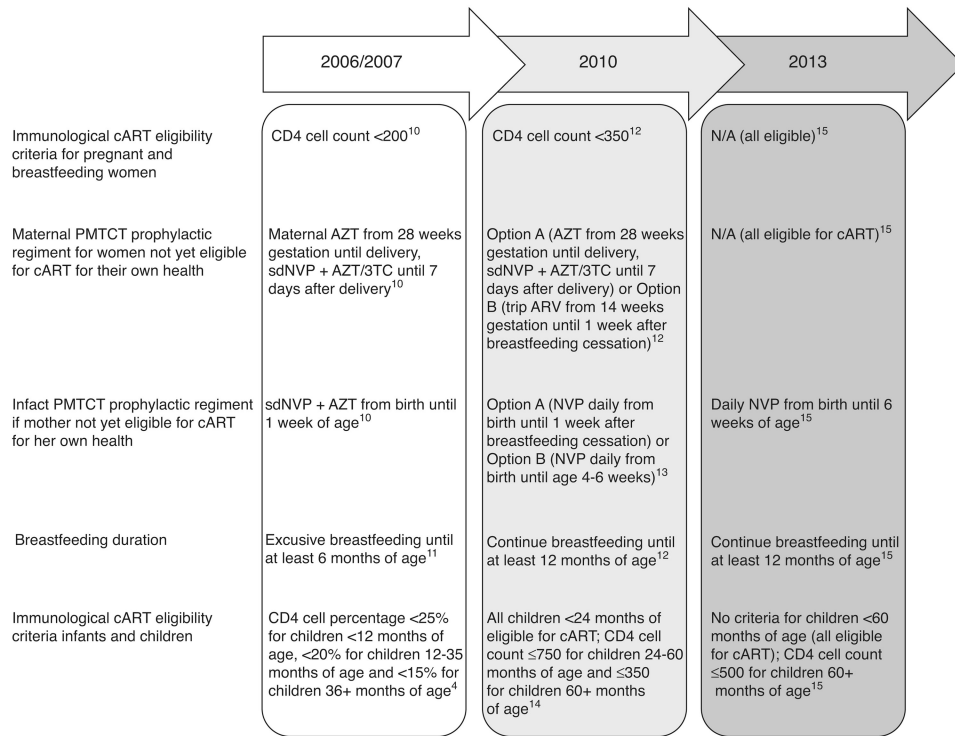 2006/2007
2010
2013
Immunological cART eligibility
criteria for pregnant and
breastfeeding women
CD4 cell count <200¹⁰
CD4 cell count <350¹²
N/A (all eligible)¹⁵
Maternal PMTCT prophylactic
regiment for women not yet eligible
for cART for their own health
Maternal AZT from 28 weeks
gestation until delivery,
sdNVP + AZT/3TC until 7
days after delivery¹⁰
Option A (AZT from 28 weeks
gestation until delivery,
sdNVP + AZT/3TC until 7
days after delivery) or Option
B (trip ARV from 14 weeks
gestation until 1 week after
breastfeeding cessation)¹²
N/A (all eligible for cART)¹⁵
Infact PMTCT prophylactic regiment
if mother not yet eligible for cART
for her own health
sdNVP + AZT from birth until
1 week of age¹⁰
Option A (NVP daily from
birth until 1 week after
breastfeeding cessation) or
Option B (NVP daily from
birth until age 4-6 weeks)¹³
Daily NVP from birth until 6
weeks of age¹⁵
Breastfeeding duration
Excusive breastfeeding until
at least 6 months of age¹¹
Continue breastfeeding until
at least 12 months of age¹²
Continue breastfeeding until
at least 12 months of age¹⁵
Immunological cART eligibility
criteria infants and children
CD4 cell percentage <25%
for children <12 months of
age, <20% for children 12-35
months of age and <15% for
children 36+ months of age⁴
All children <24 months of
eligible for cART; CD4 cell
count ≤750 for children 24-60
months of age and ≤350
for children 60+ months
of age¹⁴
No criteria for children <60
months of age (all eligible
for cART); CD4 cell count
≤500 for children 60+
months of age¹⁵